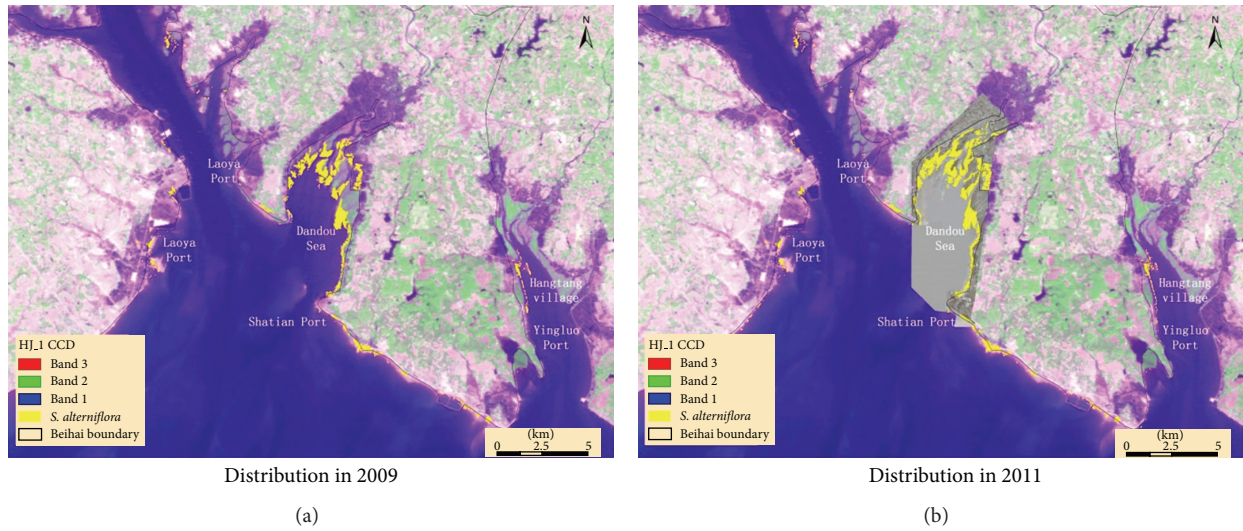 N
Laoya
Port
Dandou
Sea
Laoya
Port
Hangtang
village
Shatian Port
Yingluo
Port
HJ_1 CCD
Band 3
Band 2
Band 1
S. alterniflora
Beihai boundary
(km)
0 2.5 5
Distribution in 2009
(a)
N
Laoya
Port
Dandou
Sea
Laoya
Port
Hangtang
village
Shatian Port
Yingluo
Port
HJ_1 CCD
Band 3
Band 2
Band 1
S. alterniflora
Beihai boundary
(km)
0 2.5 5
Distribution in 2011
(b)